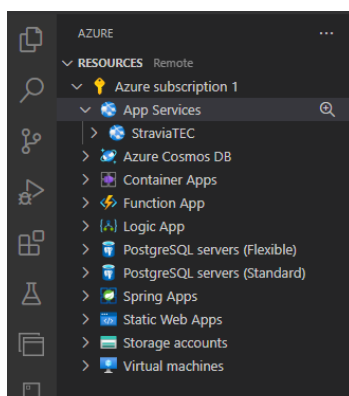 AZURE
RESOURCES Remote
Azure subscription 1
App Services
StraviaTEC
Azure Cosmos DB
Container Apps
Function App
Logic App
PostgreSQL servers (Flexible)
PostgreSQL servers (Standard)
Spring Apps
Static Web Apps
Storage accounts
Virtual machines